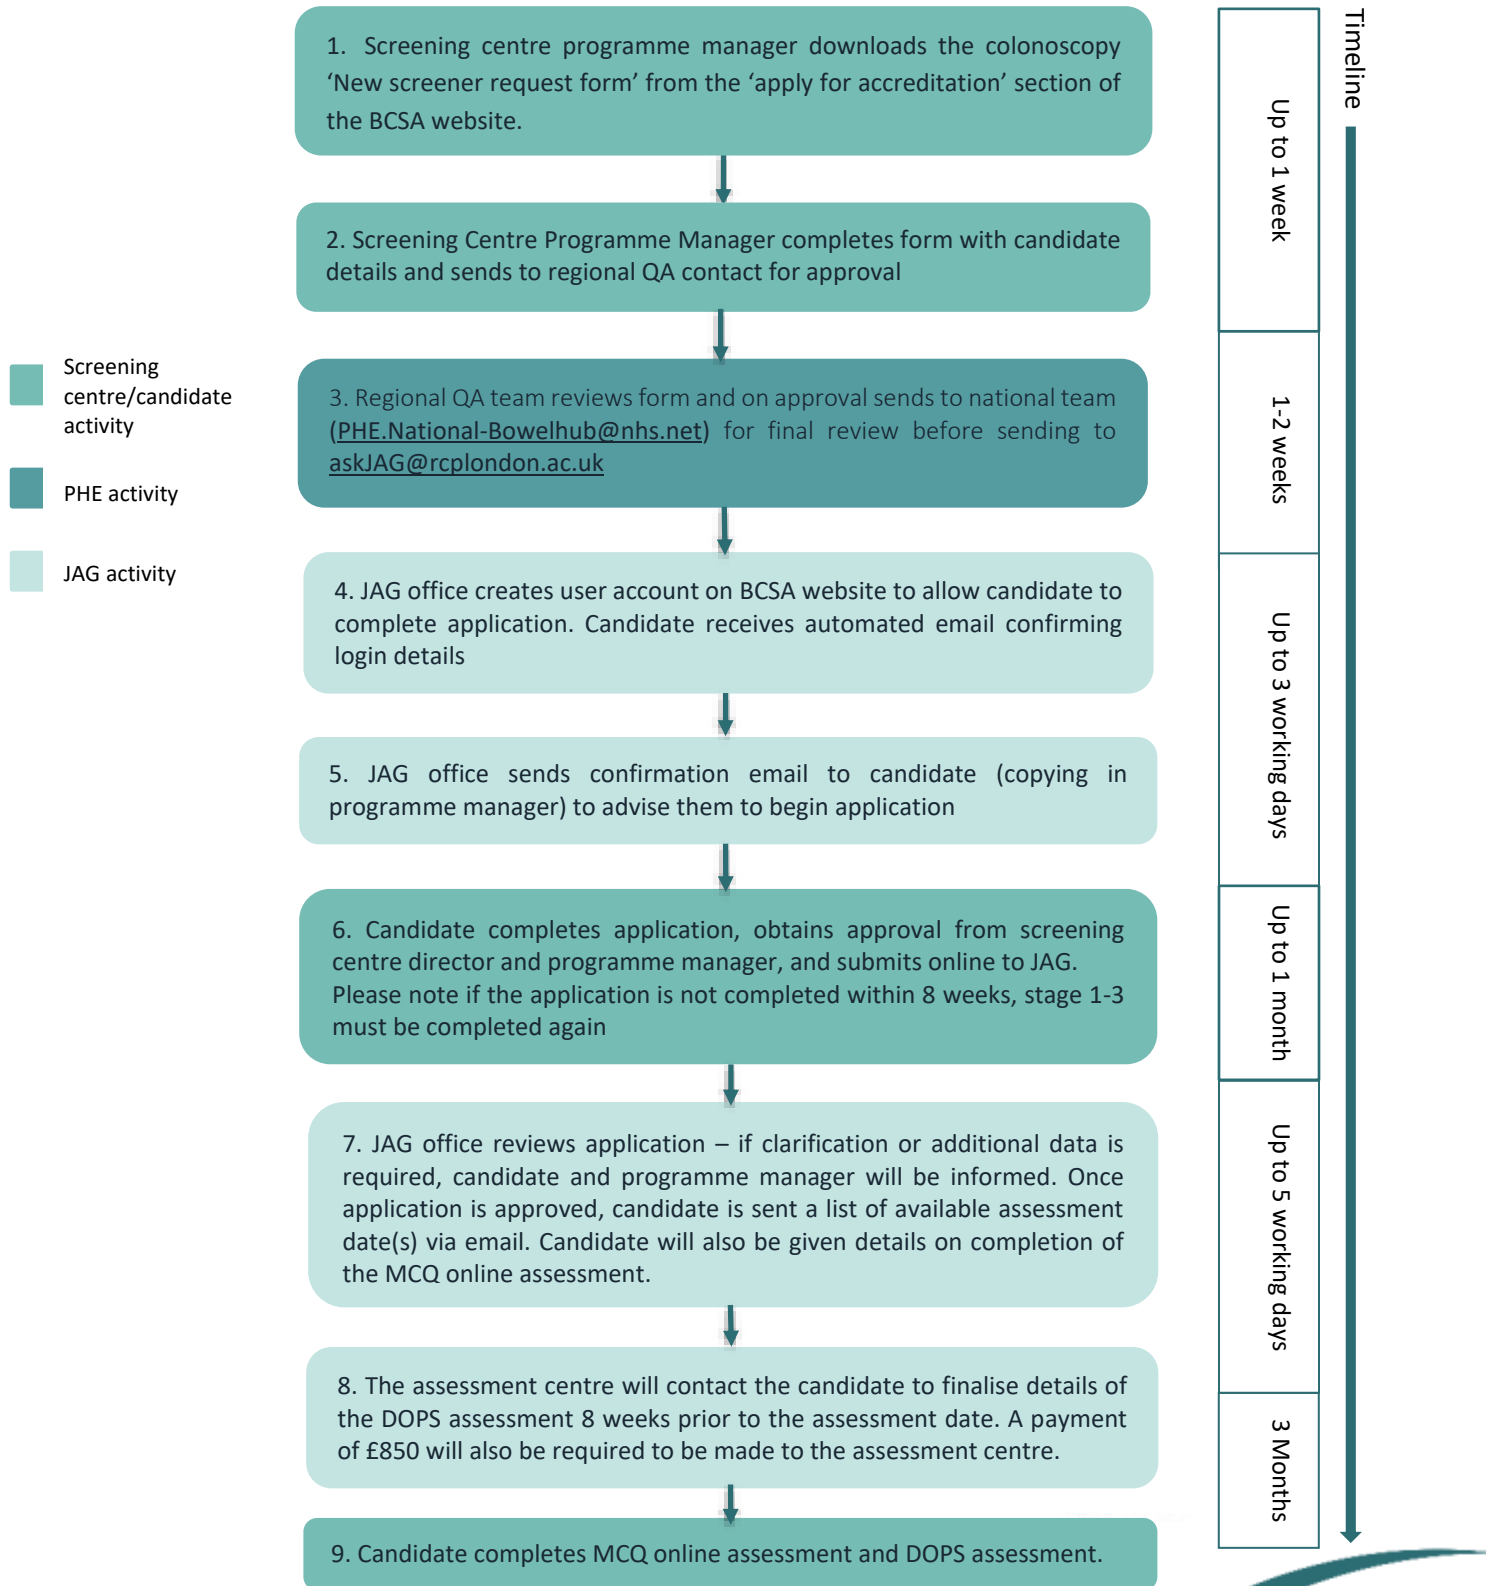 1. Screening centre programme manager downloads the colonoscopy
‘New screener request form’ from the ‘apply for accreditation’ section of
the BCSA website.
2. Screening Centre Programme Manager completes form with candidate
details and sends to regional QA contact for approval
3. Regional QA team reviews form and on approval sends to national team
(PHE.National-Bowelhub@nhs.net) for final review before sending to
askJAG@rcplondon.ac.uk
4. JAG office creates user account on BCSA website to allow candidate to
complete application. Candidate receives automated email confirming
login details
5. JAG office sends confirmation email to candidate (copying in
programme manager) to advise them to begin application
6. Candidate completes application, obtains approval from screening
centre director and programme manager, and submits online to JAG.
Please note if the application is not completed within 8 weeks, stage 1-3
must be completed again
7. JAG office reviews application – if clarification or additional data is
required, candidate and programme manager will be informed. Once
application is approved, candidate is sent a list of available assessment
date(s) via email. Candidate will also be given details on completion of
the MCQ online assessment.
8. The assessment centre will contact the candidate to finalise details of
the DOPS assessment 8 weeks prior to the assessment date. A payment
of £850 will also be required to be made to the assessment centre.
9. Candidate completes MCQ online assessment and DOPS assessment.
Screening
centre/candidate
activity
PHE activity
JAG activity
Timeline
Up to 1 week
1-2 weeks
Up to 3 working days
Up to 1 month
Up to 5 working days
3 Months